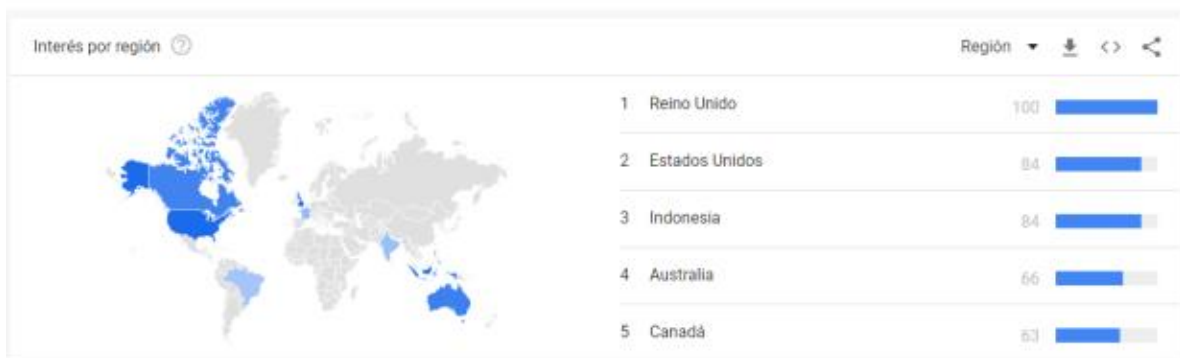 Interés por región
Región
1 Reino Unido 100
2 Estados Unidos 84
3 Indonesia 84
4 Australia 66
5 Canadá 63